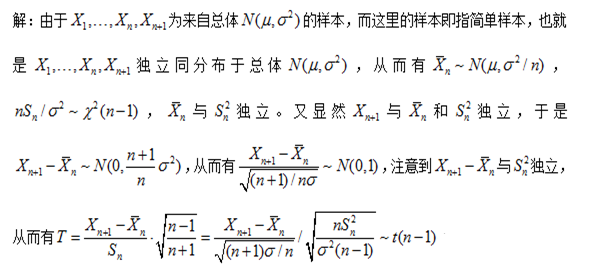 解：由于 X₁,…,Xₙ,Xₙ₊₁ 为来自总体 N(μ,σ²) 的样本，而这里的样本即指简单样本，也就
是 X₁,…,Xₙ,Xₙ₊₁ 独立同分布于总体 N(μ,σ²)，从而有 X̄ₙ ~ N(μ,σ²/n)，
nSₙ/σ² ~ χ²(n−1)，X̄ₙ 与 Sₙ² 独立。又显然 Xₙ₊₁ 与 X̄ₙ 和 Sₙ² 独立，于是
Xₙ₊₁ − X̄ₙ ~ N(0, (n+1)/n σ²)，从而有 (Xₙ₊₁ − X̄ₙ)/(√(n+1)/nσ) ~ N(0,1)，注意到 Xₙ₊₁ − X̄ₙ 与 Sₙ² 独立，
从而有 T = (Xₙ₊₁ − X̄ₙ)/Sₙ · √((n−1)/(n+1)) = (Xₙ₊₁ − X̄ₙ)/(√(n+1)σ/n) / √(nSₙ²/(σ²(n−1))) ~ t(n−1)